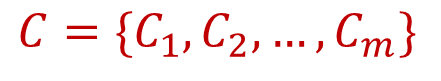 C = {C₁, C₂, ..., Cₘ}